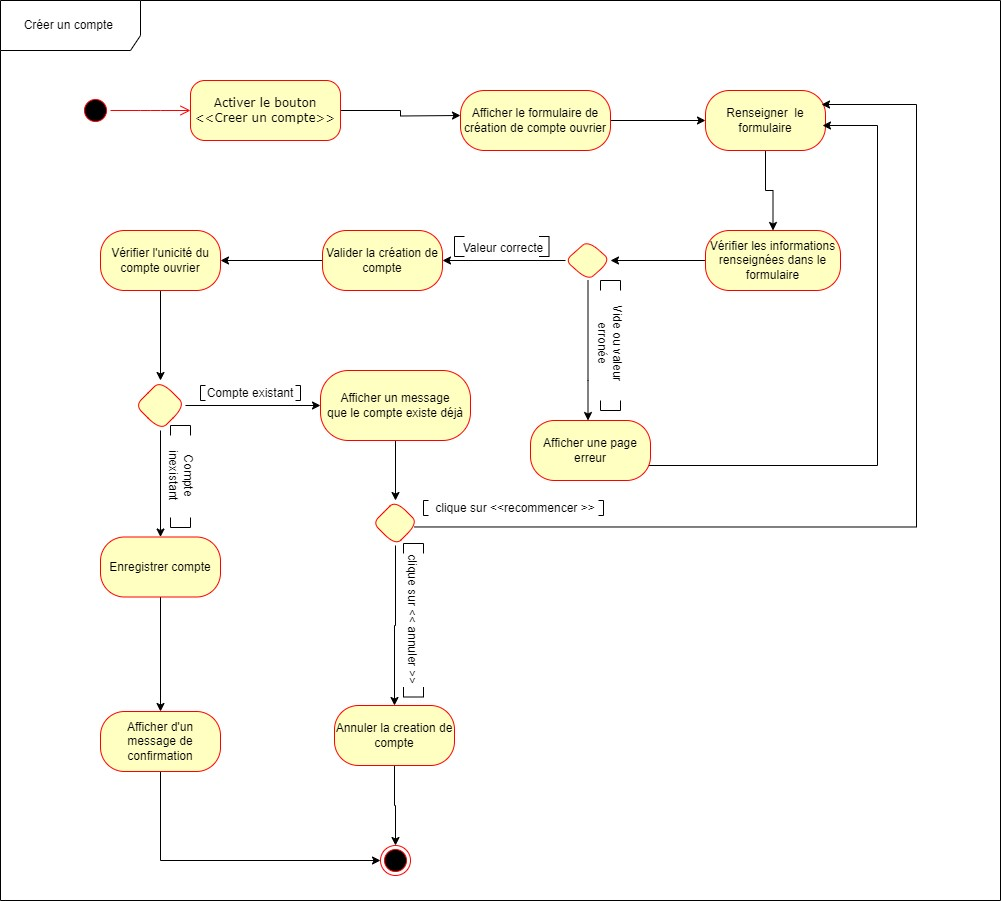 Créer un compte
Activer le bouton
<<Creer un compte>>
Afficher le formulaire de
création de compte ouvrier
Renseigner le
formulaire
Vérifier l'unicité du
compte ouvrier
Valider la création de
compte
Valeur correcte
Vérifier les informations
renseignées dans le
formulaire
Vide ou valeur
erronée
Compte existant
Afficher un message
que le compte existe déjà
Afficher une page
erreur
Compte
inexistant
clique sur <<recommencer >>
Enregistrer compte
clique sur << annuler >>
Afficher d'un
message de
confirmation
Annuler la creation de
compte